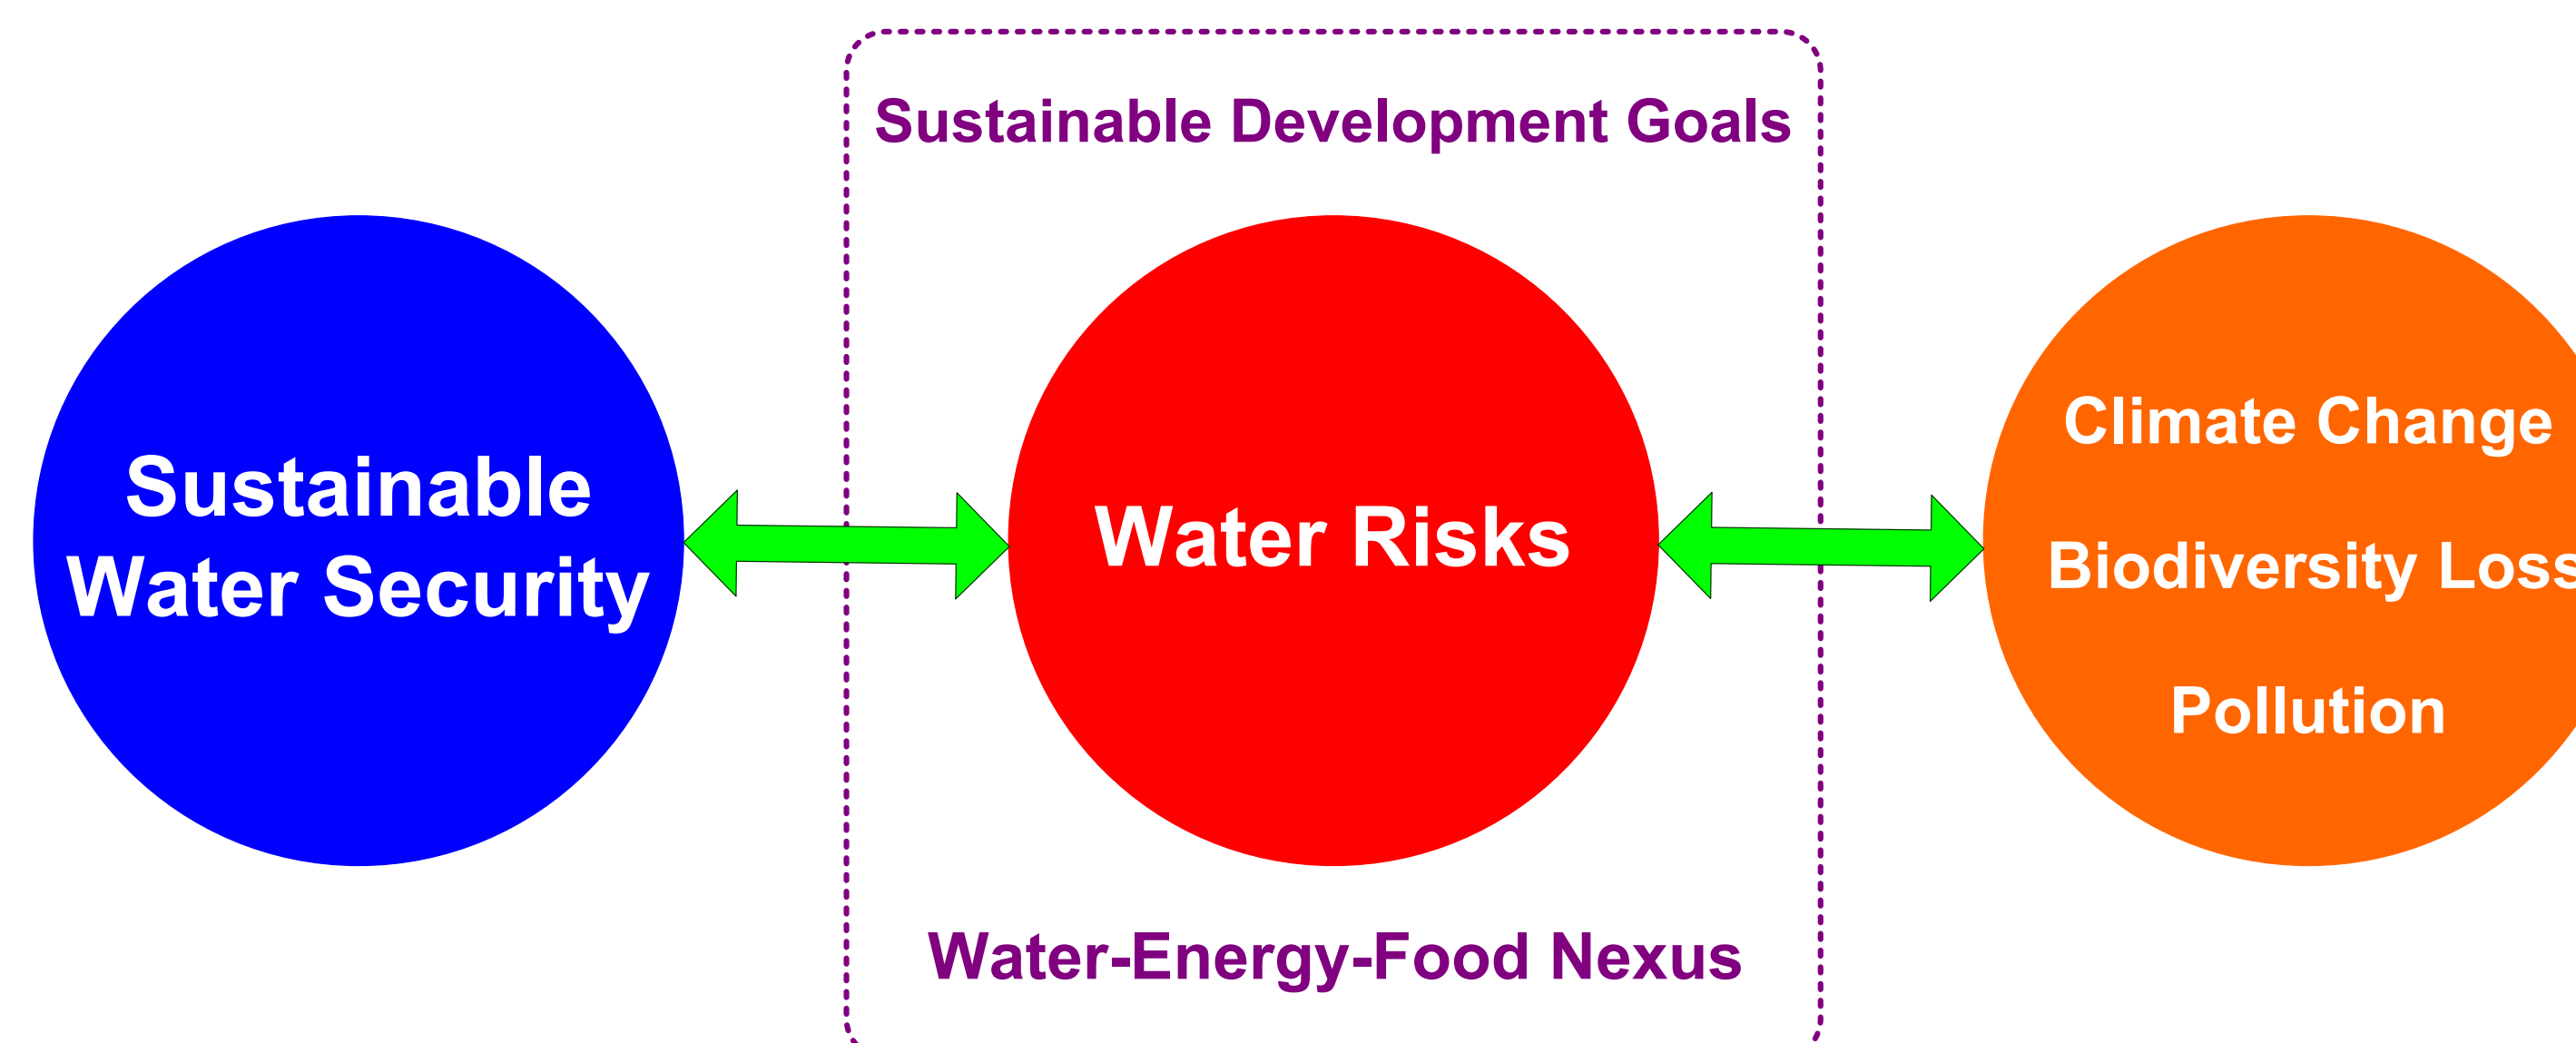 Sustainable Development Goals
Sustainable
Water Security
Water Risks
Climate Change
Biodiversity Loss
Pollution
Water-Energy-Food Nexus